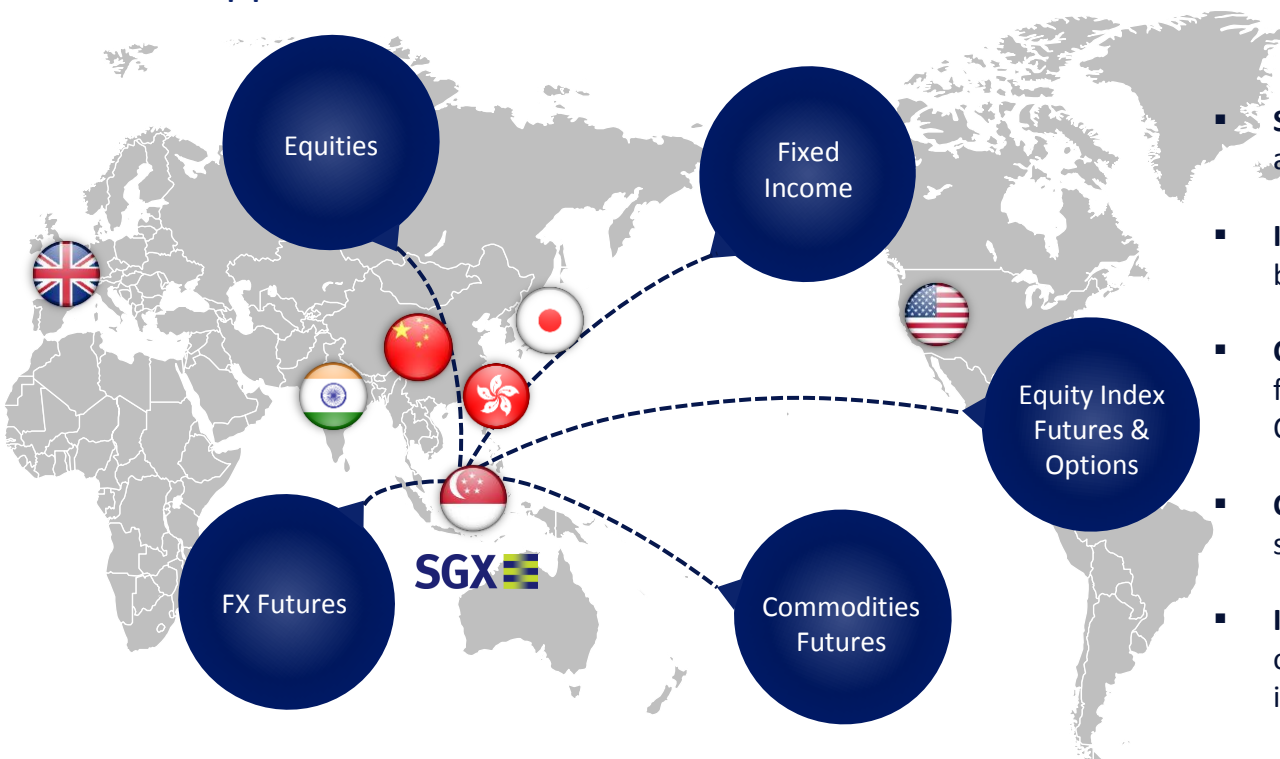 Equities
Fixed
Income
Equity Index
Futures &
Options
SGX
FX Futures
Commodities
Futures